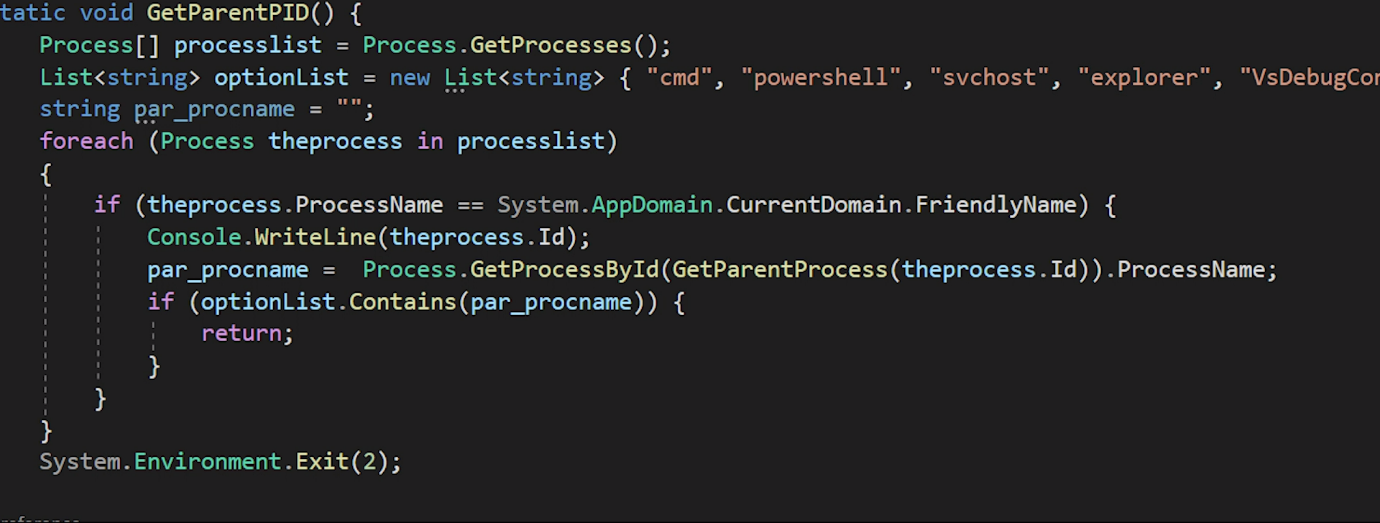 tatic void GetParentPID() {
Process[] processlist = Process.GetProcesses();
List<string> optionList = new List<string> { "cmd", "powershell", "svchost", "explorer", "VsDebugCon
string par_procname = "";
foreach (Process theprocess in processlist)
{
if (theprocess.ProcessName == System.AppDomain.CurrentDomain.FriendlyName) {
Console.WriteLine(theprocess.Id);
par_procname =  Process.GetProcessById(GetParentProcess(theprocess.Id)).ProcessName;
if (optionList.Contains(par_procname)) {
return;
}
}
}
System.Environment.Exit(2);